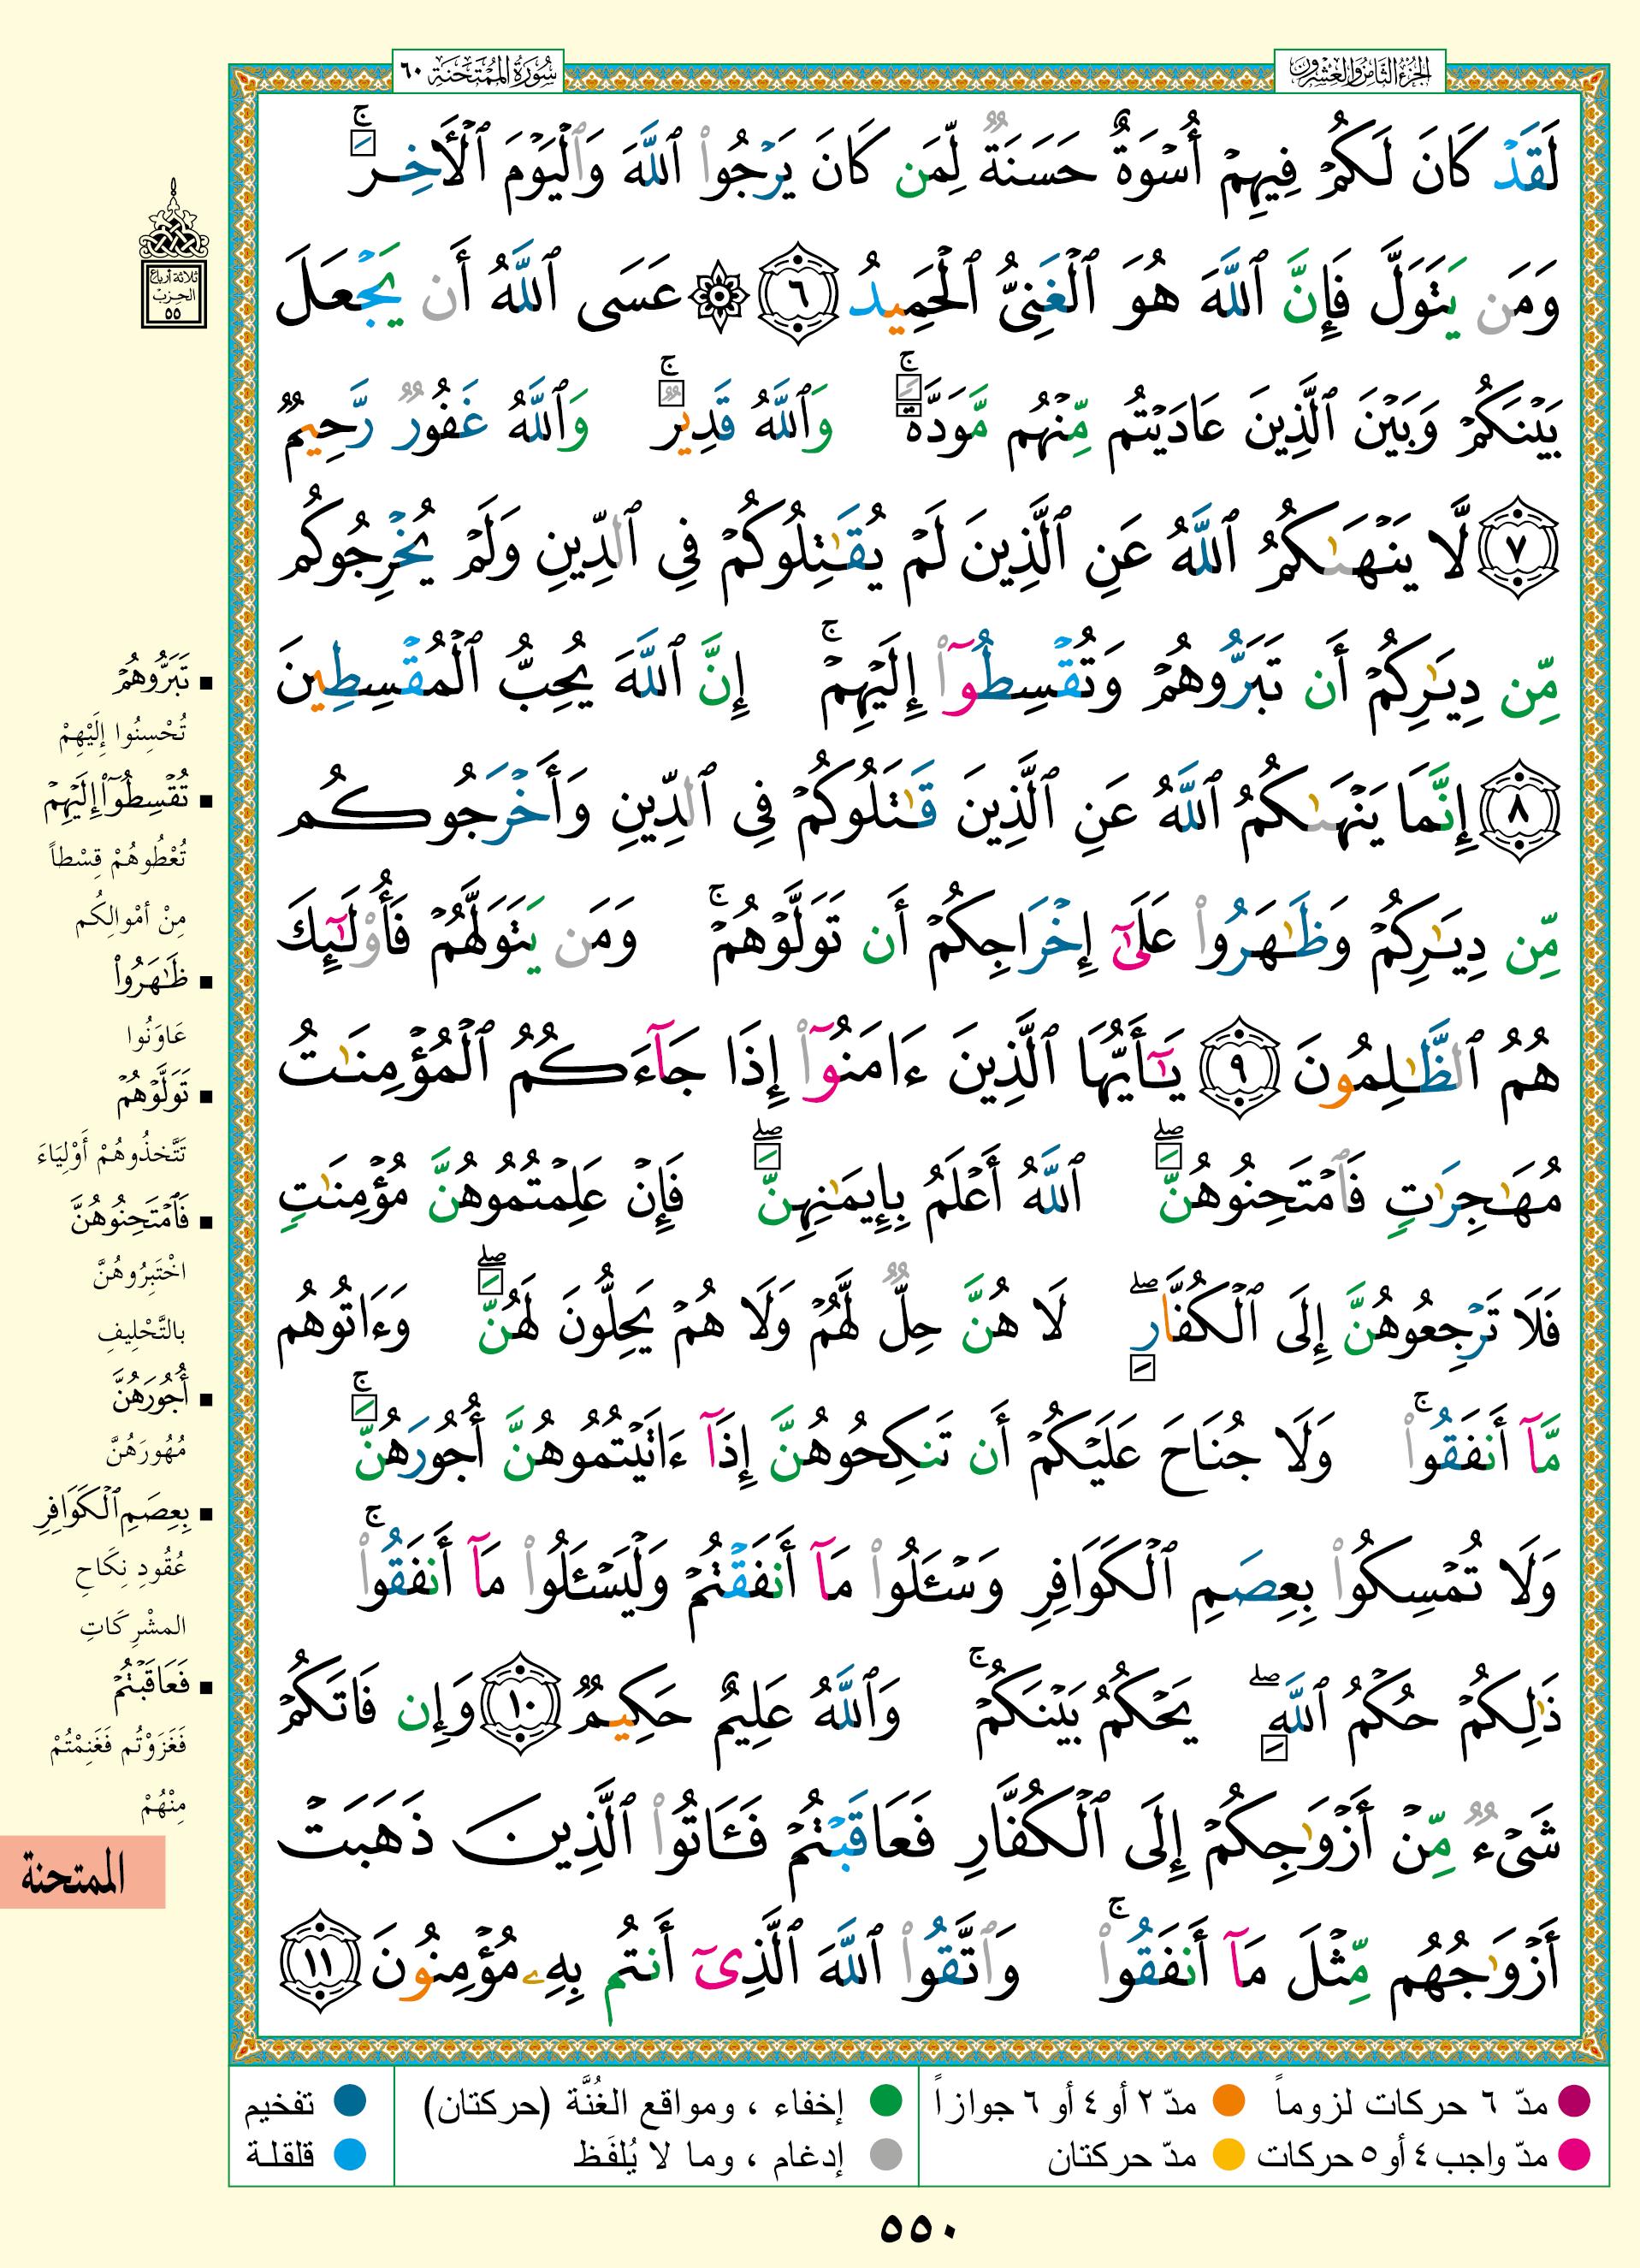 الجزء الثامن والعشرون
سُورَةُ المُمْتَحنَةِ ٦٠
لَقَدۡ كَانَ لَكُمۡ فِيهِمۡ أُسۡوَةٌ حَسَنَةٞ لِّمَن كَانَ يَرۡجُواْ ٱللَّهَ وَٱلۡيَوۡمَ ٱلۡأٓخِرَۚ
وَمَن يَتَوَلَّ فَإِنَّ ٱللَّهَ هُوَ ٱلۡغَنِيُّ ٱلۡحَمِيدُ ٦ ۞ عَسَى ٱللَّهُ أَن يَجۡعَلَ
بَيۡنَكُمۡ وَبَيۡنَ ٱلَّذِينَ عَادَيۡتُم مِّنۡهُم مَّوَدَّةٗۚ وَٱللَّهُ قَدِيرٞۚ وَٱللَّهُ غَفُورٞ رَّحِيمٞ
٧ لَّا يَنۡهَىٰكُمُ ٱللَّهُ عَنِ ٱلَّذِينَ لَمۡ يُقَٰتِلُوكُمۡ فِي ٱلدِّينِ وَلَمۡ يُخۡرِجُوكُم
مِّن دِيَٰرِكُمۡ أَن تَبَرُّوهُمۡ وَتُقۡسِطُوٓاْ إِلَيۡهِمۡۚ إِنَّ ٱللَّهَ يُحِبُّ ٱلۡمُقۡسِطِينَ
٨ إِنَّمَا يَنۡهَىٰكُمُ ٱللَّهُ عَنِ ٱلَّذِينَ قَٰتَلُوكُمۡ فِي ٱلدِّينِ وَأَخۡرَجُوكُم
مِّن دِيَٰرِكُمۡ وَظَٰهَرُواْ عَلَىٰٓ إِخۡرَاجِكُمۡ أَن تَوَلَّوۡهُمۡۚ وَمَن يَتَوَلَّهُمۡ فَأُوْلَٰٓئِكَ
هُمُ ٱلظَّٰلِمُونَ ٩ يَٰٓأَيُّهَا ٱلَّذِينَ ءَامَنُوٓاْ إِذَا جَآءَكُمُ ٱلۡمُؤۡمِنَٰتُ
مُهَٰجِرَٰتٖ فَٱمۡتَحِنُوهُنَّۖ ٱللَّهُ أَعۡلَمُ بِإِيمَٰنِهِنَّۖ فَإِنۡ عَلِمۡتُمُوهُنَّ مُؤۡمِنَٰتٖ
فَلَا تَرۡجِعُوهُنَّ إِلَى ٱلۡكُفَّارِۖ لَا هُنَّ حِلّٞ لَّهُمۡ وَلَا هُمۡ يَحِلُّونَ لَهُنَّۖ وَءَاتُوهُم
مَّآ أَنفَقُواْۚ وَلَا جُنَاحَ عَلَيۡكُمۡ أَن تَنكِحُوهُنَّ إِذَآ ءَاتَيۡتُمُوهُنَّ أُجُورَهُنَّۚ
وَلَا تُمۡسِكُواْ بِعِصَمِ ٱلۡكَوَافِرِ وَسۡـَٔلُواْ مَآ أَنفَقۡتُمۡ وَلۡيَسۡـَٔلُواْ مَآ أَنفَقُواْۚ
ذَٰلِكُمۡ حُكۡمُ ٱللَّهِۖ يَحۡكُمُ بَيۡنَكُمۡۚ وَٱللَّهُ عَلِيمٌ حَكِيمٞ ١٠ وَإِن فَاتَكُمۡ
شَيۡءٞ مِّنۡ أَزۡوَٰجِكُمۡ إِلَى ٱلۡكُفَّارِ فَعَاقَبۡتُمۡ فَـَٔاتُواْ ٱلَّذِينَ ذَهَبَتۡ
أَزۡوَٰجُهُم مِّثۡلَ مَآ أَنفَقُواْۚ وَٱتَّقُواْ ٱللَّهَ ٱلَّذِيٓ أَنتُم بِهِۦ مُؤۡمِنُونَ ١١
ثلاثة أرباع
الحزب
٥٥
■ تَبَرُّوهُمۡ
تُحْسِنُوا إِلَيْهِمْ
■ تُقۡسِطُوٓاْ إِلَيۡهِمۡ
تُعْطُوهُمْ قِسْطاً
مِنْ أمْوالِكُم
■ ظَٰهَرُواْ
عَاوَنُوا
■ تَوَلَّوۡهُمۡ
تَتَّخذُوهُمْ أَوْلِيَاءَ
■ فَٱمۡتَحِنُوهُنَّ
اخْتَبِرُوهُنَّ
بالتَّحْلِيفِ
■ أُجُورَهُنَّ
مُهُورَهُنَّ
■ بِعِصَمِ ٱلۡكَوَافِرِ
عُقُودِ نِكَاحِ
المشْرِكَاتِ
■ فَعَاقَبۡتُمۡ
فَغَزَوْتُم فَغَنِمْتُمْ
مِنْهُمْ
الممتحنة
مدّ ٦ حركات لزوماً ● مدّ ٢ أو ٤ أو ٦ جوازاً
مدّ واجب ٤ أو ٥ حركات ● مدّ حركتان
إخفاء ، ومواقع الغُنَّة (حركتان)
إدغام ، وما لا يُلفَظ
تفخيم
قلقلة
٥٥٠